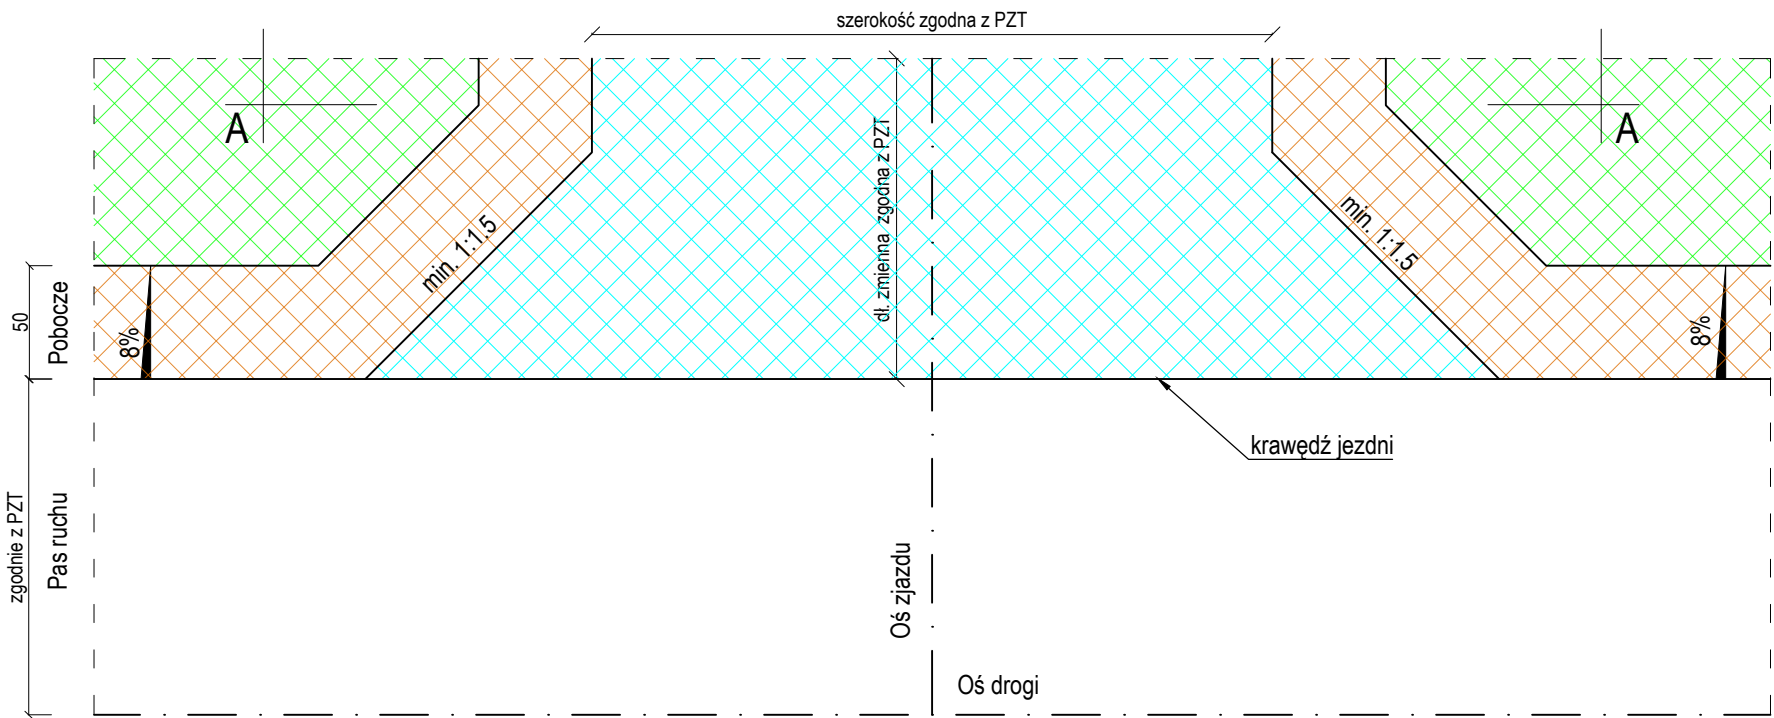 szerokość zgodna z PZT
A
A
dł. zmienna zgodna z PZT
min. 1:1.5
min. 1:1.5
50
Pobocze
8%
8%
krawędź jezdni
zgodnie z PZT
Pas ruchu
Oś zjazdu
Oś drogi